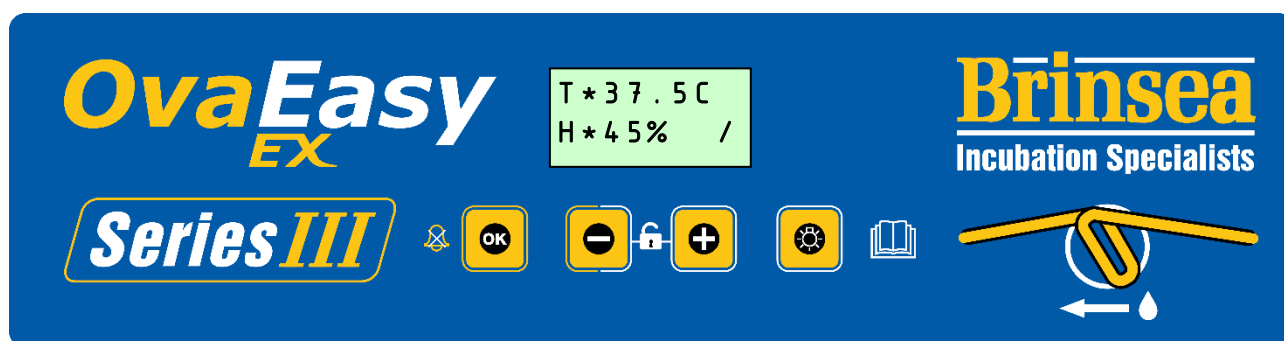 OvaEasy
EX
T*37.5C
H*45% /
Brinsea
Incubation Specialists
Series III
OK